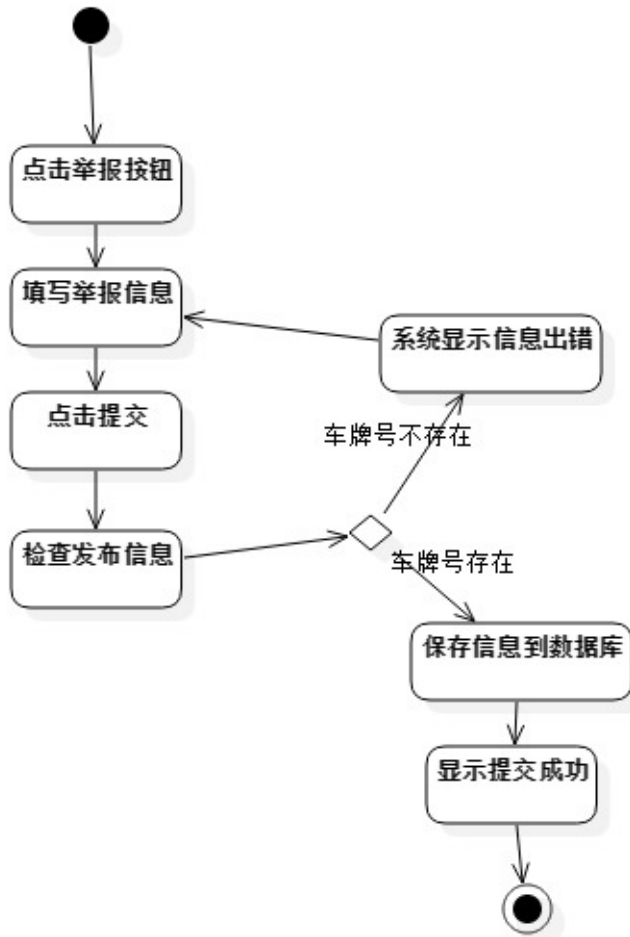 点击举报按钮
填写举报信息
系统显示信息出错
点击提交
车牌号不存在
检查发布信息
车牌号存在
保存信息到数据库
显示提交成功